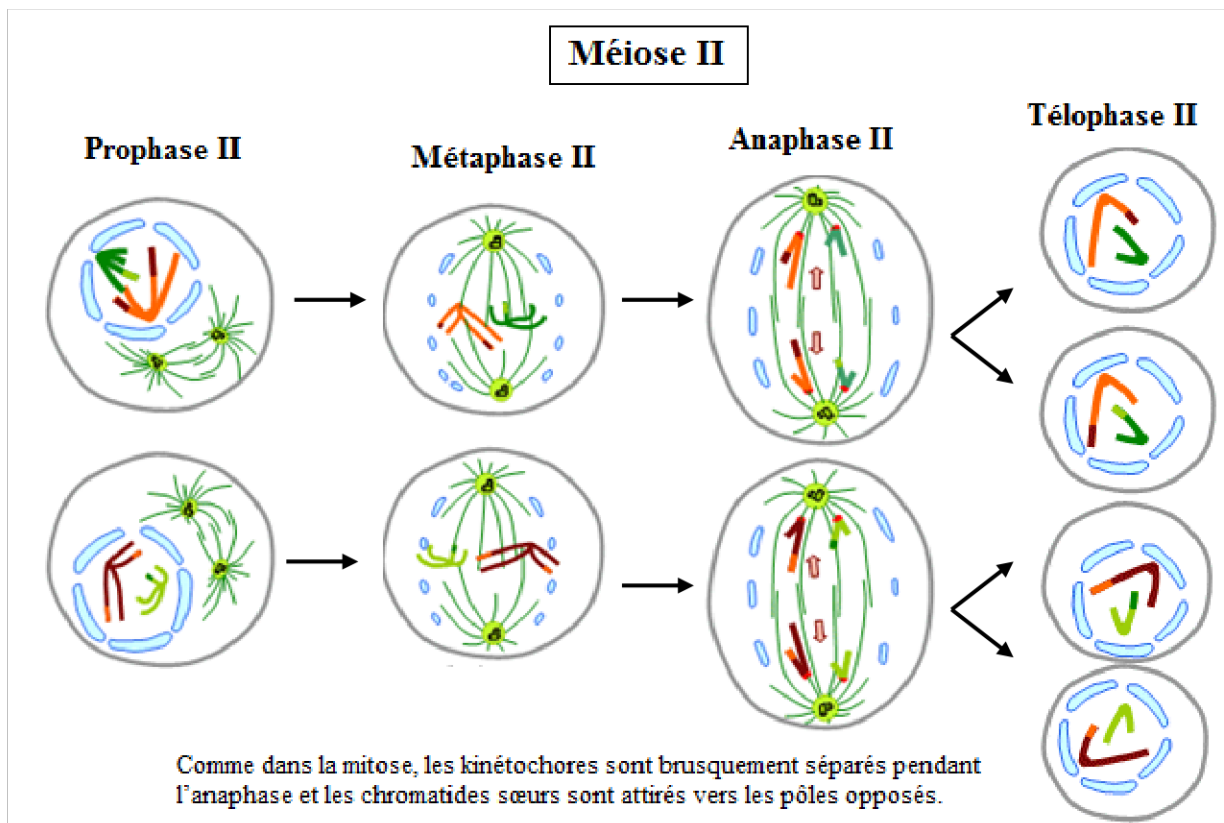 Méiose II
Prophase II
Métaphase II
Anaphase II
Télophase II
Comme dans la mitose, les kinétochores sont brusquement séparés pendant
l’anaphase et les chromatides sœurs sont attirés vers les pôles opposés.